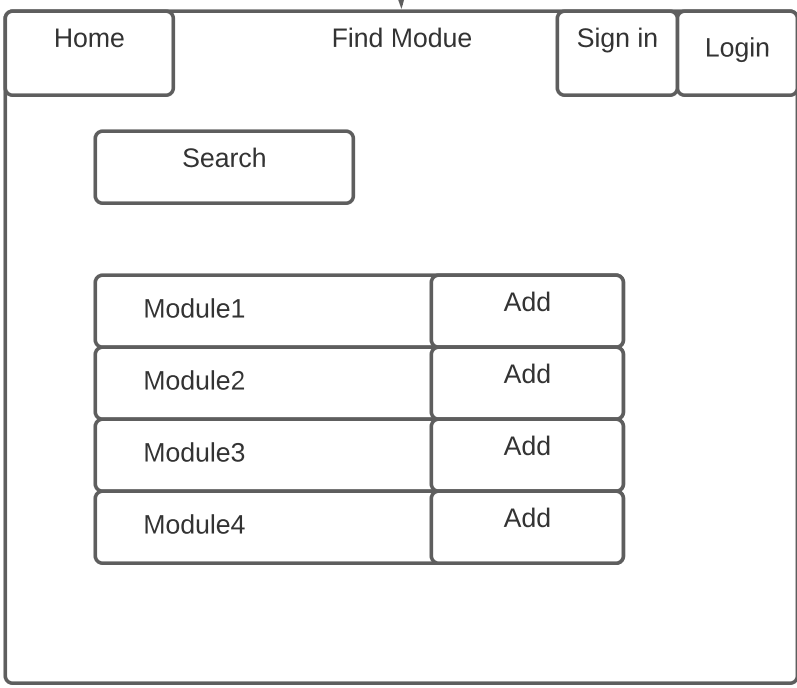 Home
Find Modue
Sign in
Login
Search
Module1
Add
Module2
Add
Module3
Add
Module4
Add